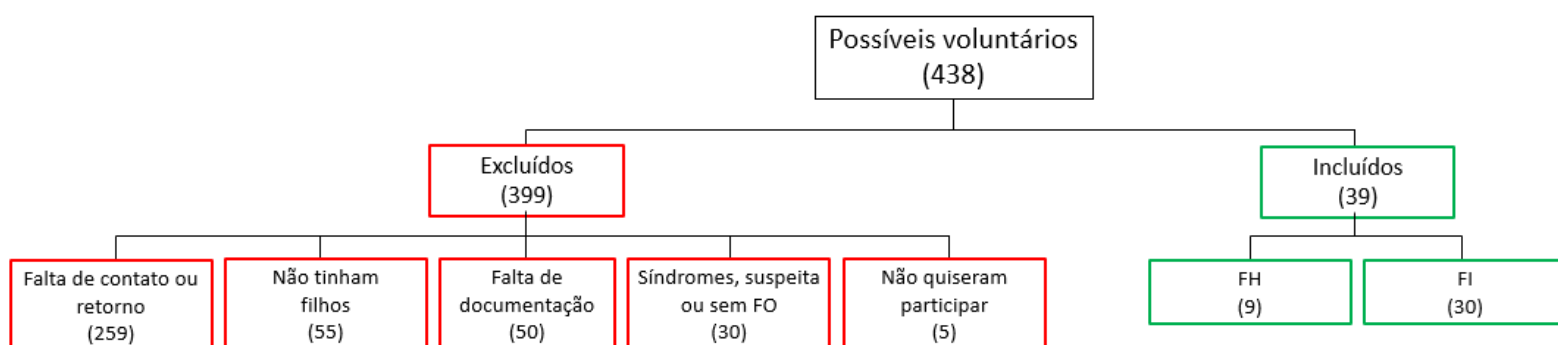 Possíveis voluntários
(438)
Excluídos
(399)
Incluídos
(39)
Falta de contato ou
retorno
(259)
Não tinham
filhos
(55)
Falta de
documentação
(50)
Síndromes, suspeita
ou sem FO
(30)
Não quiseram
participar
(5)
FH
(9)
FI
(30)